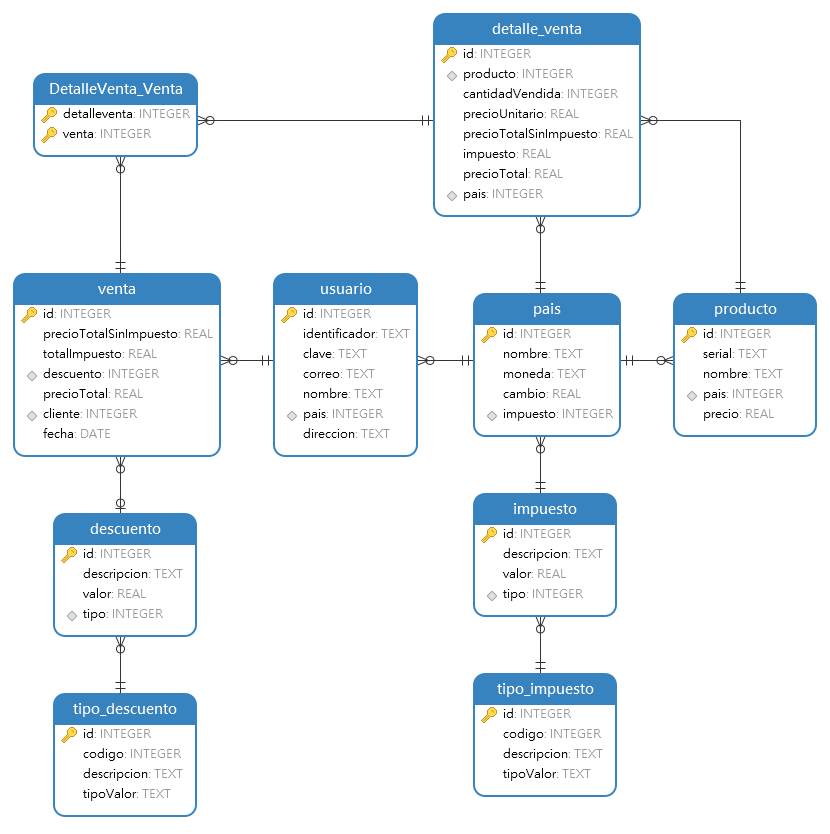 detalle_venta
id: INTEGER
producto: INTEGER
cantidadVendida: INTEGER
precioUnitario: REAL
precioTotalSinImpuesto: REAL
impuesto: REAL
precioTotal: REAL
pais: INTEGER
DetalleVenta_Venta
detalleventa: INTEGER
venta: INTEGER
venta
id: INTEGER
precioTotalSinImpuesto: REAL
totalImpuesto: REAL
descuento: INTEGER
precioTotal: REAL
cliente: INTEGER
fecha: DATE
usuario
id: INTEGER
identificador: TEXT
clave: TEXT
correo: TEXT
nombre: TEXT
pais: INTEGER
direccion: TEXT
pais
id: INTEGER
nombre: TEXT
moneda: TEXT
cambio: REAL
impuesto: INTEGER
producto
id: INTEGER
serial: TEXT
nombre: TEXT
pais: INTEGER
precio: REAL
descuento
id: INTEGER
descripcion: TEXT
valor: REAL
tipo: INTEGER
impuesto
id: INTEGER
descripcion: TEXT
valor: REAL
tipo: INTEGER
tipo_descuento
id: INTEGER
codigo: INTEGER
descripcion: TEXT
tipoValor: TEXT
tipo_impuesto
id: INTEGER
codigo: INTEGER
descripcion: TEXT
tipoValor: TEXT